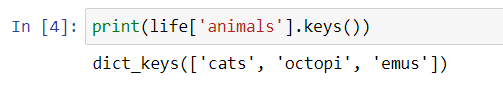 In [4]: print(life['animals'].keys())
dict_keys(['cats', 'octopi', 'emus'])